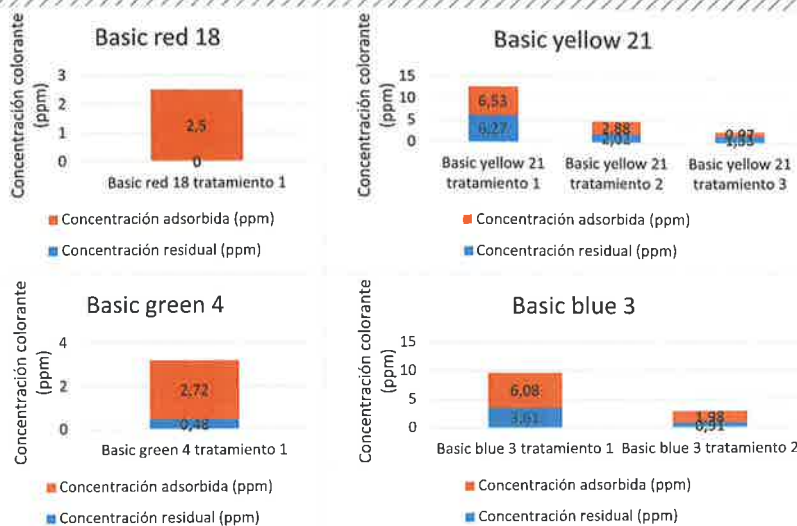 Basic red 18
Concentración colorante
(ppm)
3
2
1
0
2,5
0
Basic red 18 tratamiento 1
Concentración adsorbida (ppm)
Concentración residual (ppm)
Basic yellow 21
Concentración colorante
(ppm)
15
10
5
0
6,53
6,27
2,88
2,02
0,97
1,53
Basic yellow 21
tratamiento 1
Basic yellow 21
tratamiento 2
Basic yellow 21
tratamiento 3
Concentración adsorbida (ppm)
Concentración residual (ppm)
Basic green 4
Concentración colorante
(ppm)
4
2
0
2,72
0,48
Basic green 4 tratamiento 1
Concentración adsorbida (ppm)
Concentración residual (ppm)
Basic blue 3
Concentración colorante
(ppm)
15
10
5
0
6,08
3,61
1,98
0,91
Basic blue 3 tratamiento 1
Basic blue 3 tratamiento 2
Concentración adsorbida (ppm)
Concentración residual (ppm)